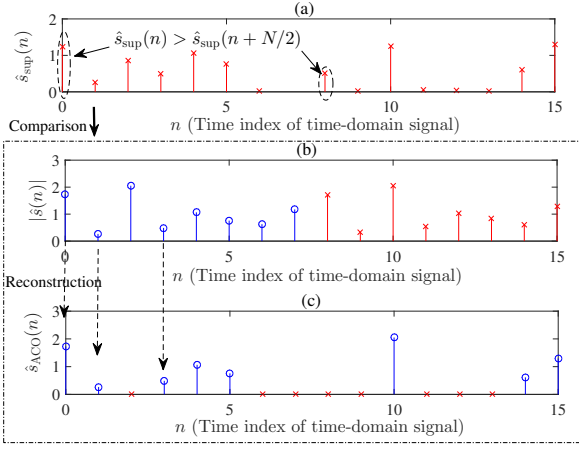 (a)
2
1
0
ŝ_sup(n)
ŝ_sup(n) > ŝ_sup(n + N/2)
0 5 10 15
n (Time index of time-domain signal)
Comparison
(b)
3
2
1
0
|ŝ(n)|
0 5 10 15
n (Time index of time-domain signal)
Reconstruction
(c)
3
2
1
0
ŝ_ACO(n)
0 5 10 15
n (Time index of time-domain signal)